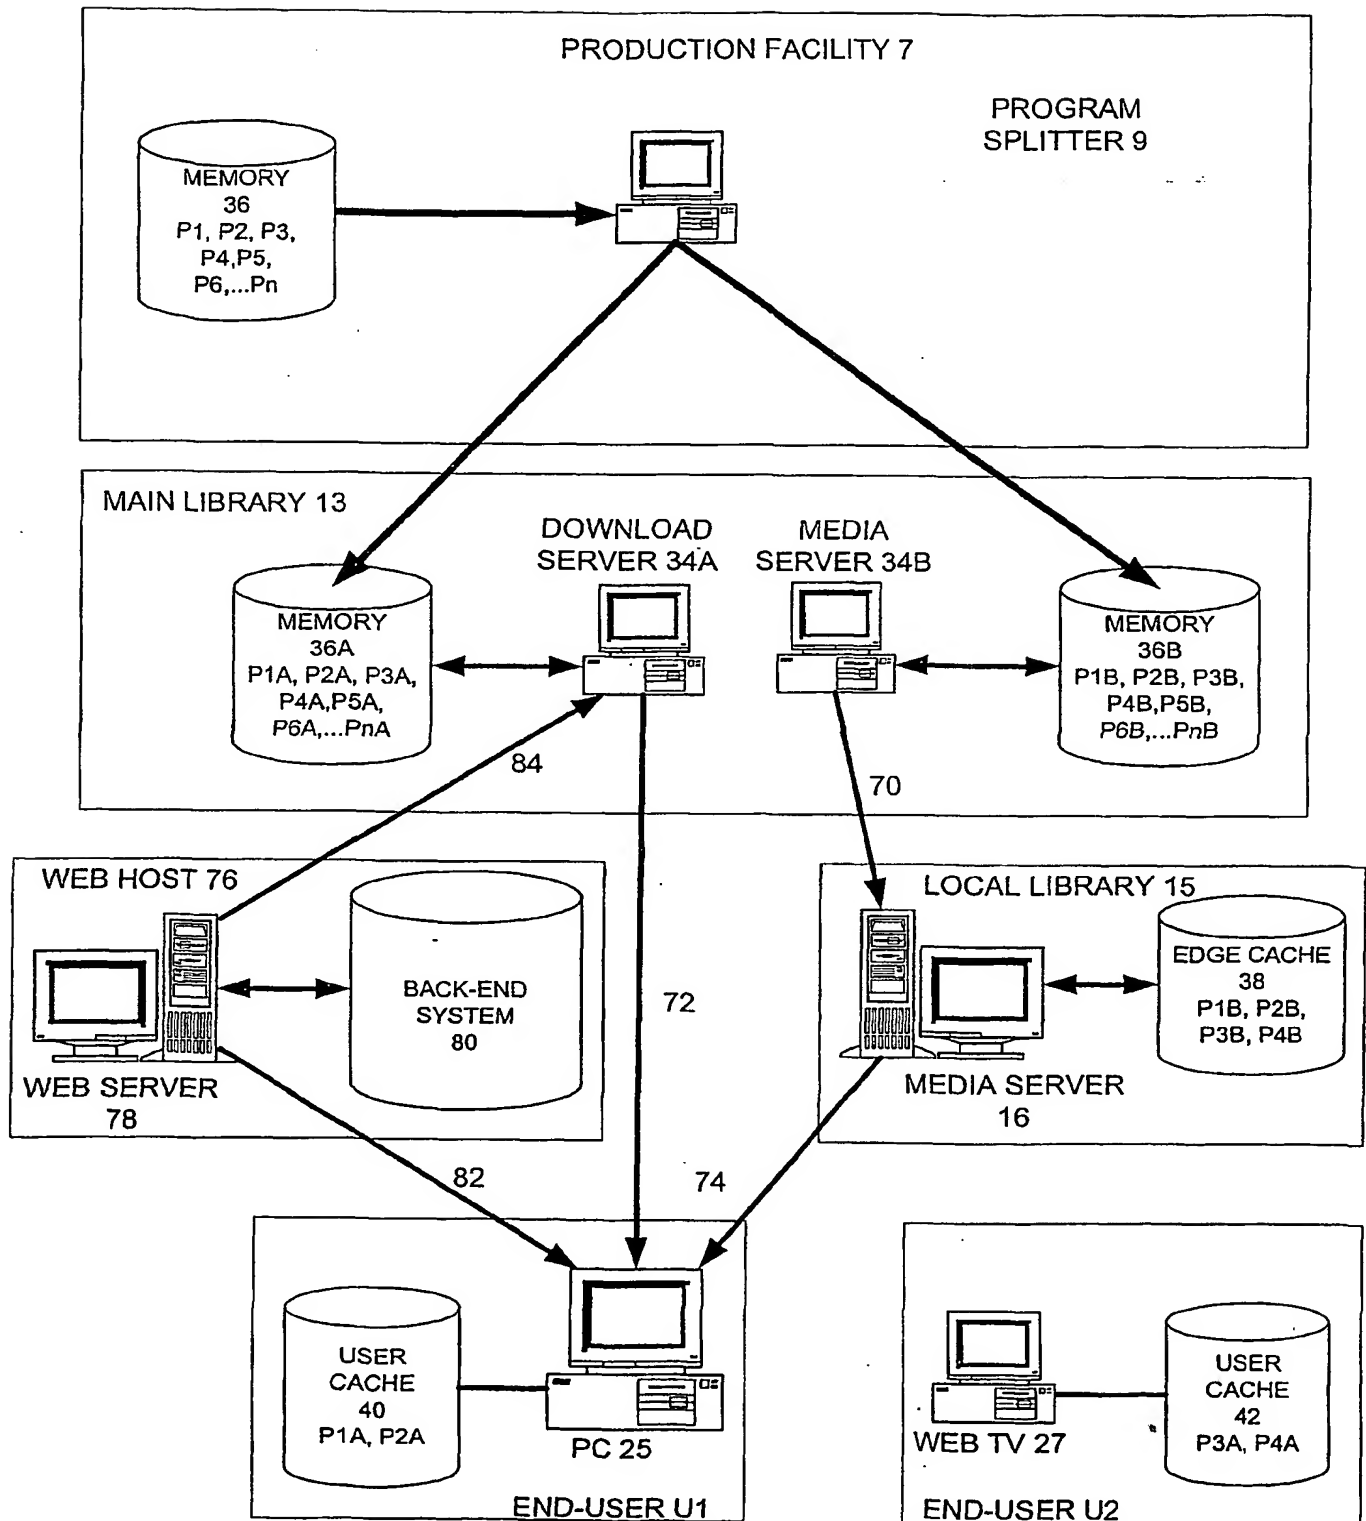 PRODUCTION FACILITY 7
PROGRAM
SPLITTER 9
MEMORY
36
P1, P2, P3,
P4,P5,
P6,...Pn
MAIN LIBRARY 13
DOWNLOAD
SERVER 34A
MEDIA
SERVER 34B
MEMORY
36A
P1A, P2A, P3A,
P4A,P5A,
P6A,...PnA
MEMORY
36B
P1B, P2B, P3B,
P4B,P5B,
P6B,...PnB
84
70
WEB HOST 76
BACK-END
SYSTEM
80
WEB SERVER
78
72
LOCAL LIBRARY 15
EDGE CACHE
38
P1B, P2B,
P3B, P4B
MEDIA SERVER
16
82
74
USER
CACHE
40
P1A, P2A
PC 25
END-USER U1
WEB TV 27
USER
CACHE
42
P3A, P4A
END-USER U2